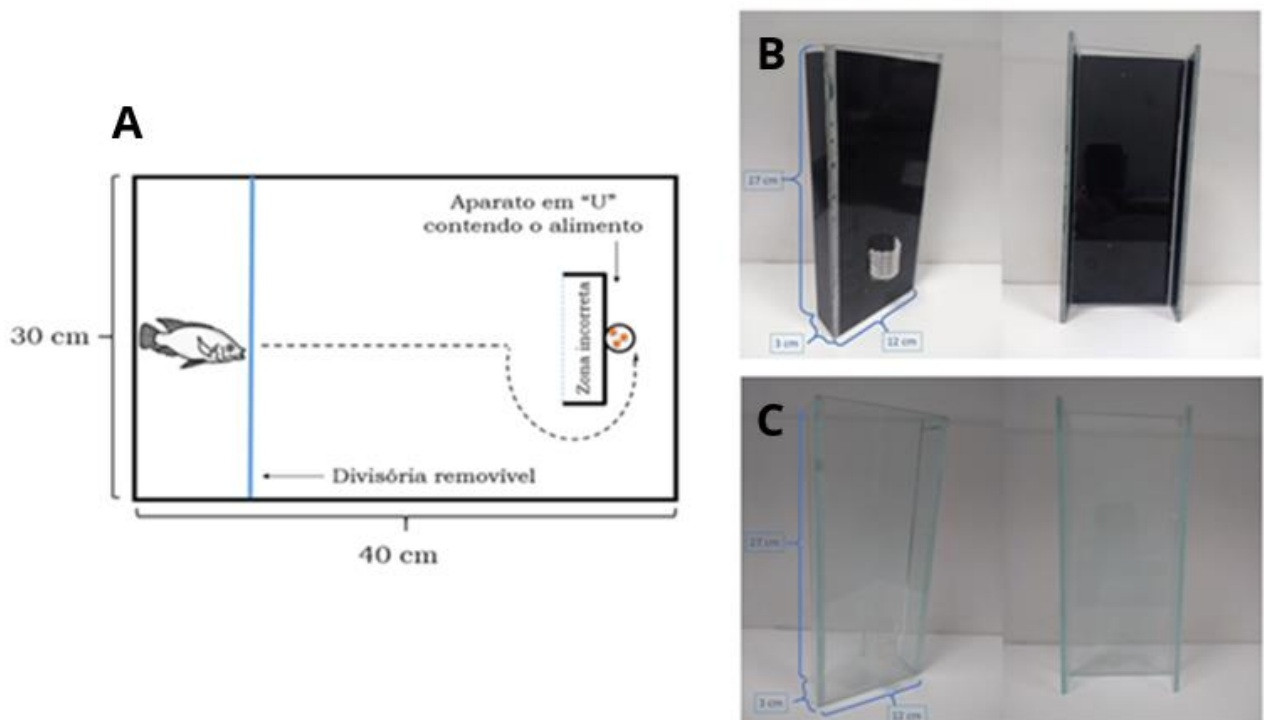 A
Aparato em “U”
contendo o alimento
Zona incorreta
30 cm
Divisória removível
40 cm
B
27 cm
3 cm
12 cm
C
27 cm
3 cm
12 cm